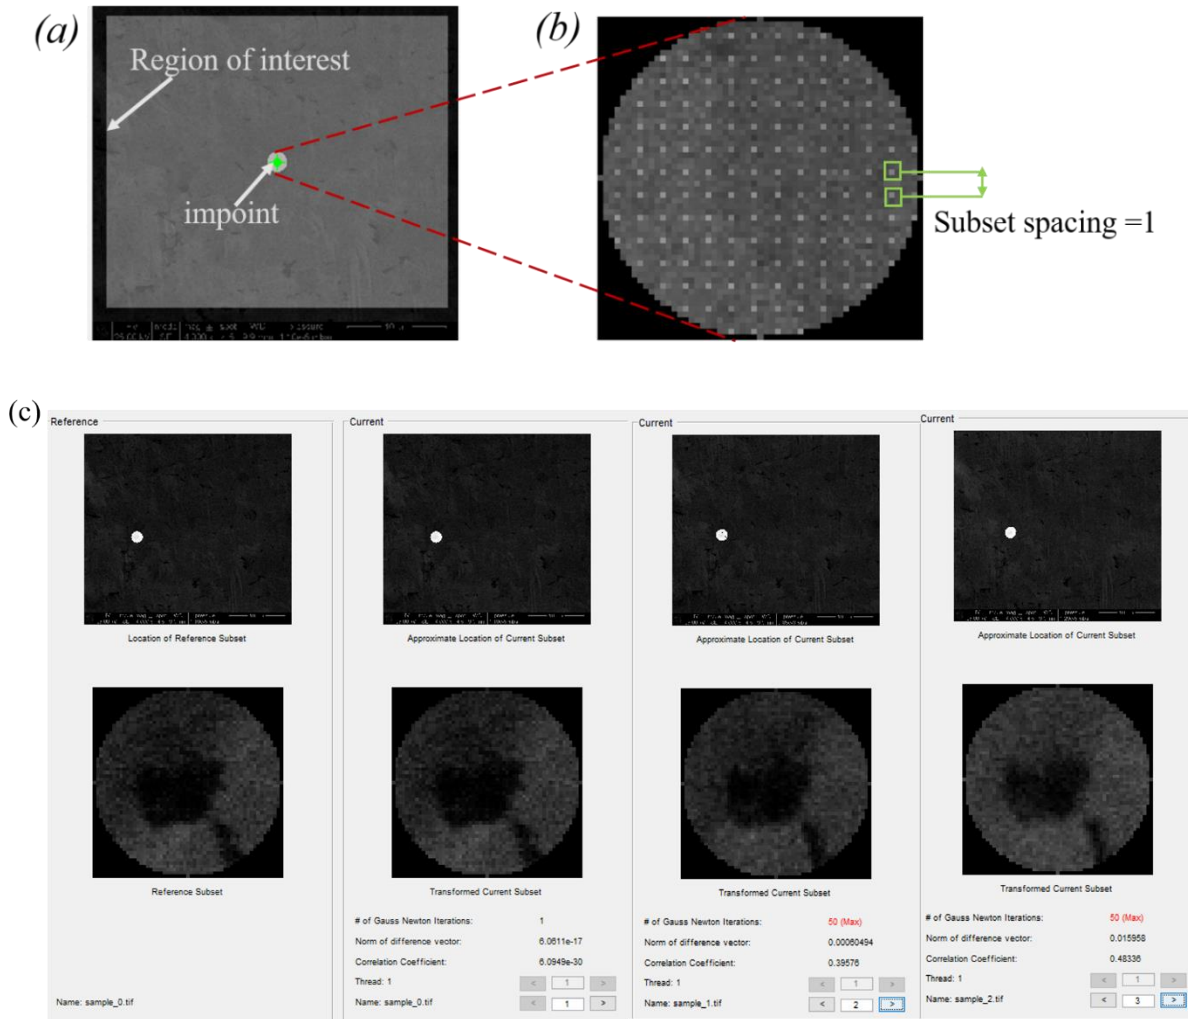 (a)
Region of interest
impoint
(b)
Subset spacing =1
(c)
Reference
Location of Reference Subset
Reference Subset
Name: sample_0.tif
Current
Approximate Location of Current Subset
Transformed Current Subset
# of Gauss Newton Iterations: 1
Norm of difference vector: 6.0611e-17
Correlation Coefficient: 6.0949e-30
Thread: 1 < 1 >
Name: sample_0.tif < 1 >
Current
Approximate Location of Current Subset
Transformed Current Subset
# of Gauss Newton Iterations: 50 (Max)
Norm of difference vector: 0.00060494
Correlation Coefficient: 0.39576
Thread: 1 < 1 >
Name: sample_1.tif < 2 >
Current
Approximate Location of Current Subset
Transformed Current Subset
# of Gauss Newton Iterations: 50 (Max)
Norm of difference vector: 0.015958
Correlation Coefficient: 0.48336
Thread: 1 < 1 >
Name: sample_2.tif < 3 >